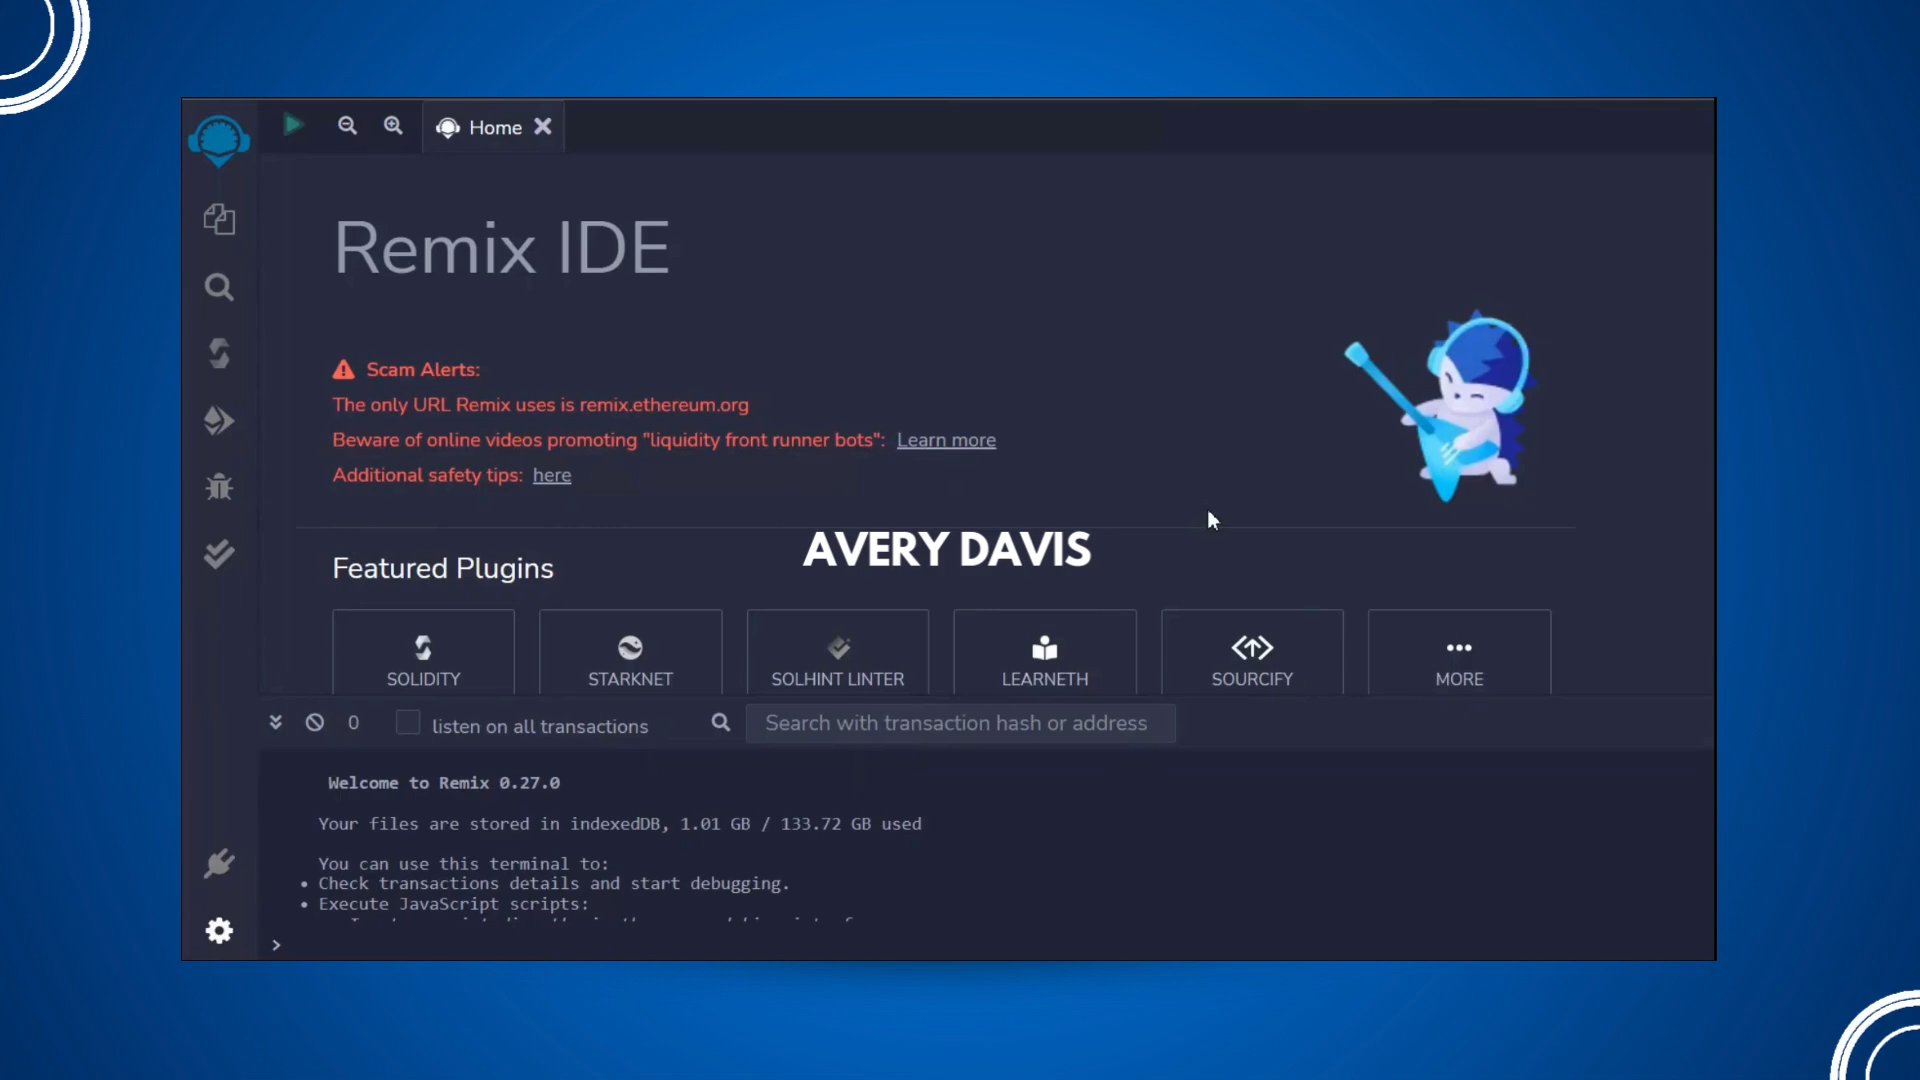 Home
Remix IDE
Scam Alerts:
The only URL Remix uses is remix.ethereum.org
Beware of online videos promoting "liquidity front runner bots": Learn more
Additional safety tips: here
AVERY DAVIS
Featured Plugins
SOLIDITY STARKNET SOLHINT LINTER LEARNETH SOURCIFY MORE
0 listen on all transactions Search with transaction hash or address
Welcome to Remix 0.27.0
Your files are stored in indexedDB, 1.01 GB / 133.72 GB used
You can use this terminal to:
• Check transactions details and start debugging.
• Execute JavaScript scripts:
>